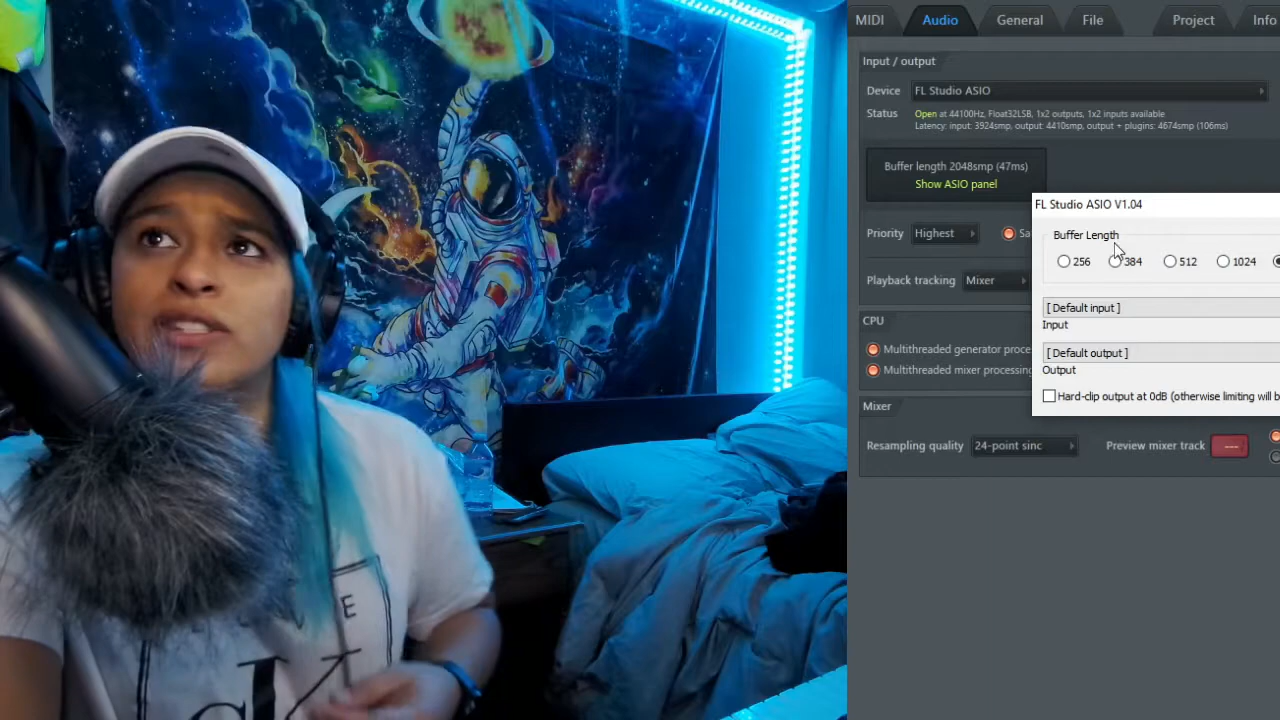 MIDI Audio General File Project Info
Input / output
Device FL Studio ASIO
Status Open at 44100Hz, Float32LSB, 1x2 outputs, 1x2 inputs available
Latency: input: 3924smp, output: 4410smp, output + plugins: 4674smp (106ms)
Buffer length 2048smp (47ms)
Show ASIO panel
FL Studio ASIO V1.04
Priority Highest
Buffer Length
256 384 512 1024
Playback tracking Mixer
[ Default input ]
Input
CPU
Multithreaded generator proce
[ Default output ]
Output
Multithreaded mixer processing
Hard-clip output at 0dB (otherwise limiting will b
Mixer
Resampling quality 24-point sinc Preview mixer track ---